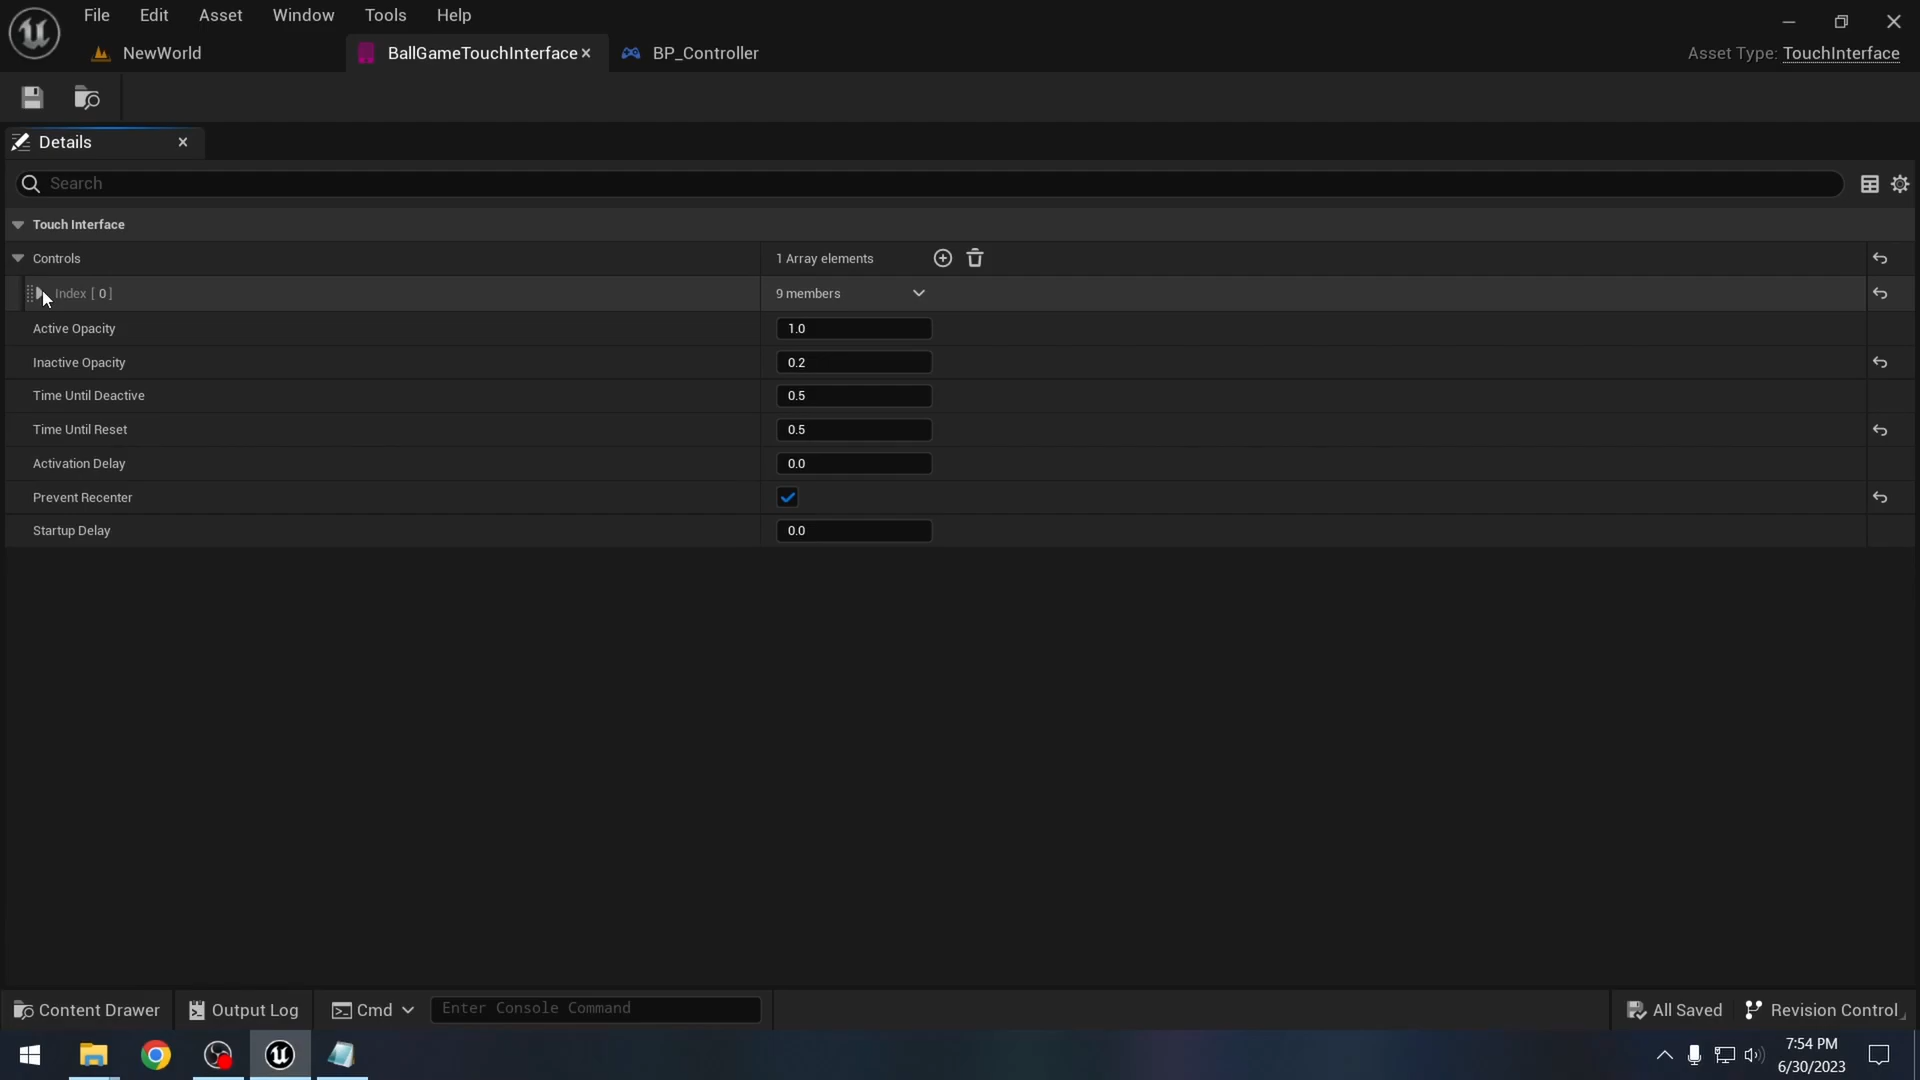 File Edit Asset Window Tools Help
NewWorld BallGameTouchInterface BP_Controller Asset Type: TouchInterface
Details
Search
Touch Interface
Controls 1 Array elements
Index [ 0 ] 9 members
Active Opacity 1.0
Inactive Opacity 0.2
Time Until Deactive 0.5
Time Until Reset 0.5
Activation Delay 0.0
Prevent Recenter
Startup Delay 0.0
Content Drawer Output Log Cmd Enter Console Command All Saved Revision Control
7:54 PM
6/30/2023